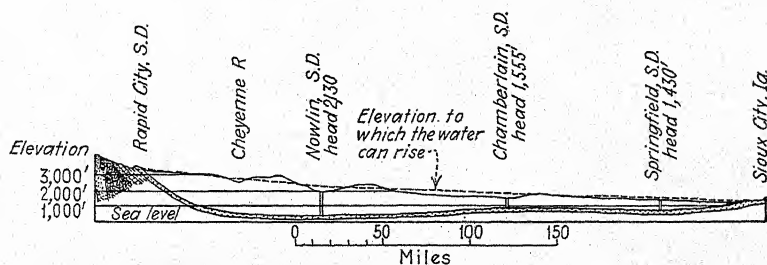 Rapid City, S.D.
Cheyenne R
Nowlin, S.D.
head 2,130'
Elevation to
which the water
can rise
Chamberlain, S.D.
head 1,555'
Springfield, S.D.
head 1,430'
Sioux City, Ia.
Elevation
3,000'
2,000'
1,000'
Sea level
0 50 100 150
Miles